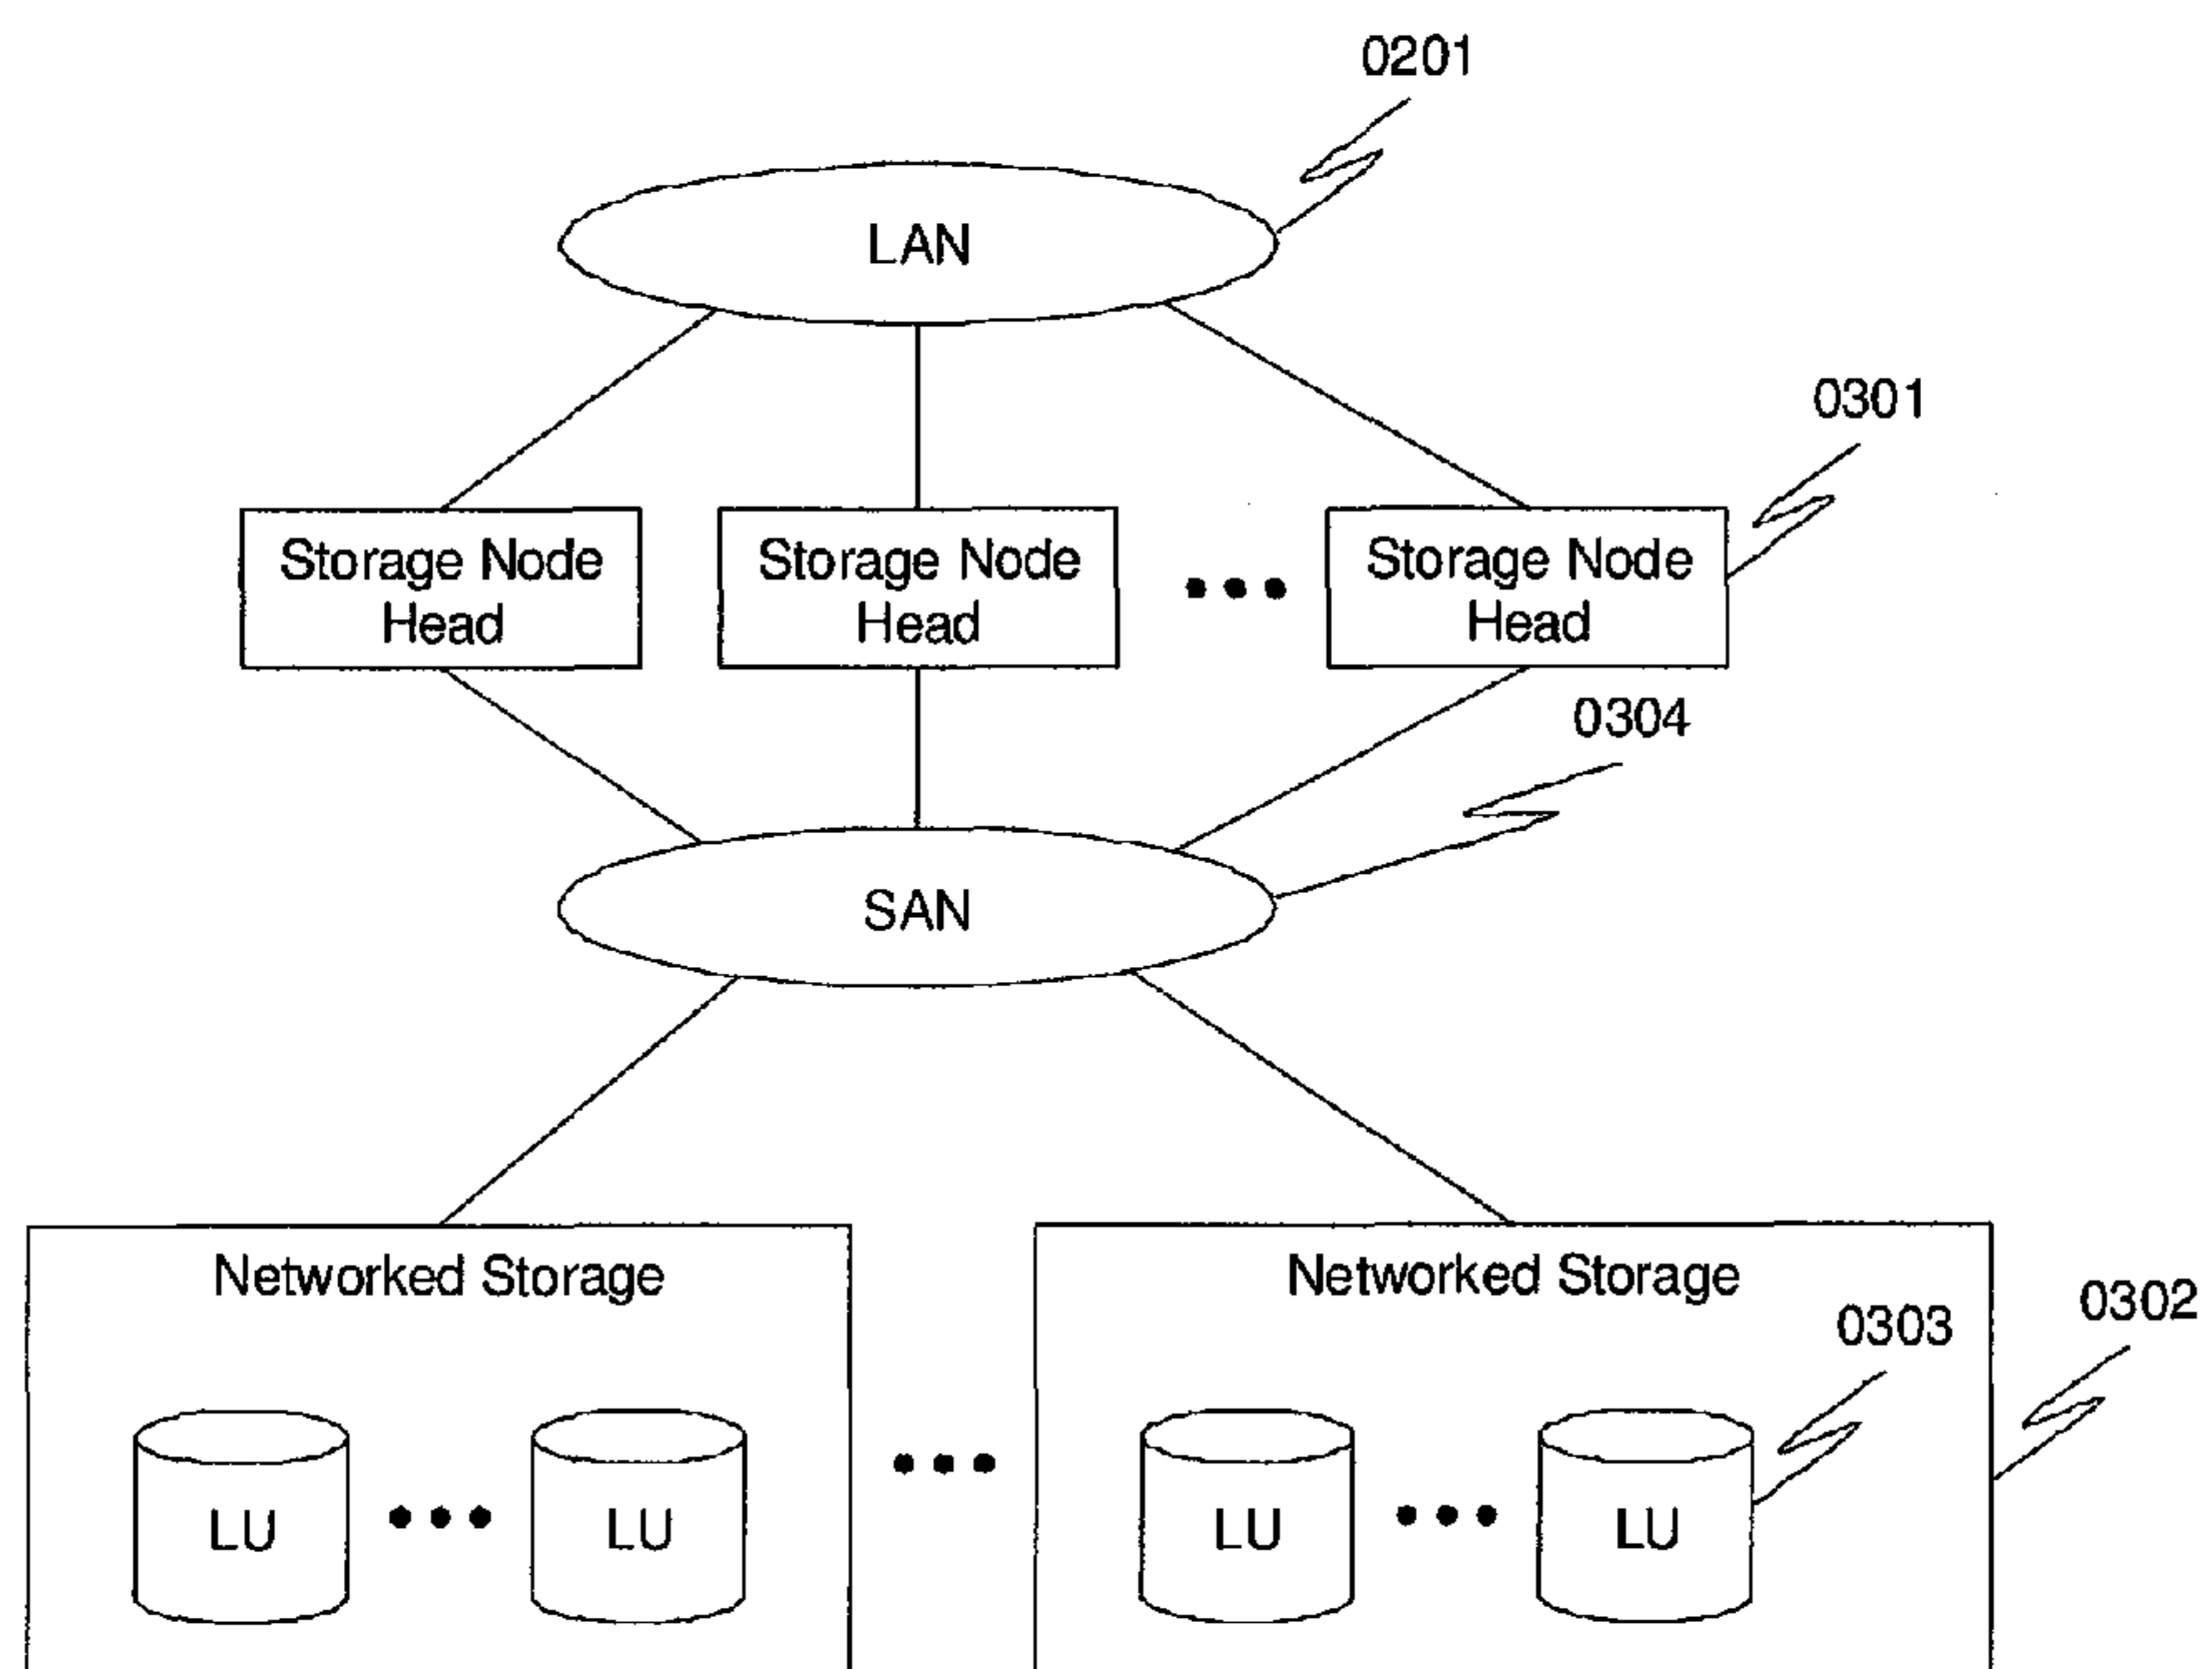 0201
LAN
0301
Storage Node
Head
Storage Node
Head
Storage Node
Head
0304
SAN
Networked Storage
Networked Storage
0302
0303
LU
LU
LU
LU